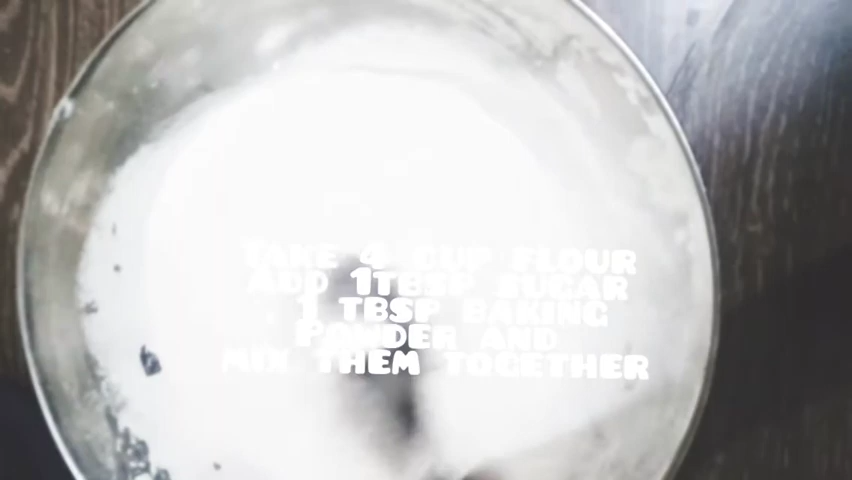 TAKE 4 CUP FLOUR
ADD 1TBSP SUGAR
1 TBSP BAKING
POWDER AND
MIX THEM TOGETHER